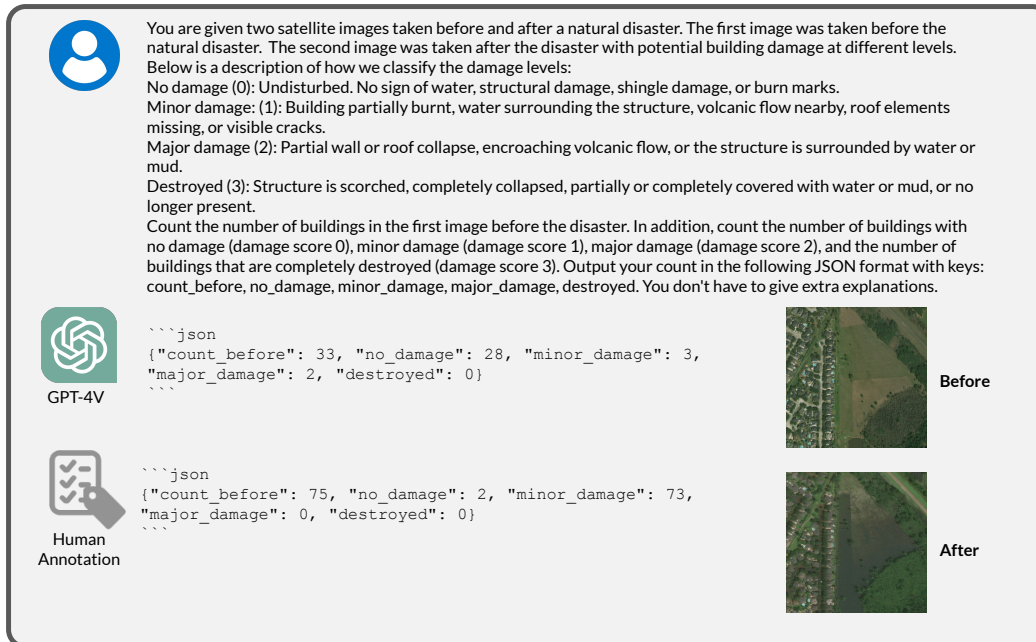 You are given two satellite images taken before and after a natural disaster. The first image was taken before the
natural disaster.  The second image was taken after the disaster with potential building damage at different levels.
Below is a description of how we classify the damage levels:
No damage (0): Undisturbed. No sign of water, structural damage, shingle damage, or burn marks.
Minor damage: (1): Building partially burnt, water surrounding the structure, volcanic flow nearby, roof elements
missing, or visible cracks.
Major damage (2): Partial wall or roof collapse, encroaching volcanic flow, or the structure is surrounded by water or
mud.
Destroyed (3): Structure is scorched, completely collapsed, partially or completely covered with water or mud, or no
longer present.
Count the number of buildings in the first image before the disaster. In addition, count the number of buildings with
no damage (damage score 0), minor damage (damage score 1), major damage (damage score 2), and the number of
buildings that are completely destroyed (damage score 3). Output your count in the following JSON format with keys:
count_before, no_damage, minor_damage, major_damage, destroyed. You don't have to give extra explanations.
GPT-4V
```json
{"count_before": 33, "no_damage": 28, "minor_damage": 3,
"major_damage": 2, "destroyed": 0}
```
Before
Human
Annotation
```json
{"count_before": 75, "no_damage": 2, "minor_damage": 73,
"major_damage": 0, "destroyed": 0}
```
After